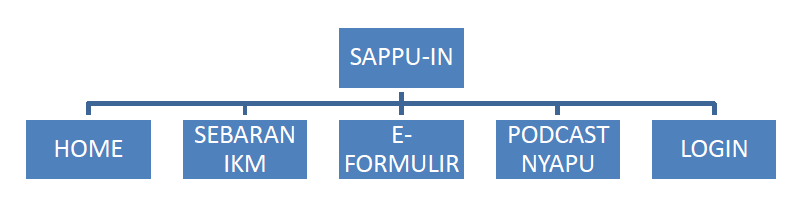 SAPPU-IN
HOME
SEBARAN
IKM
E-
FORMULIR
PODCAST
NYAPU
LOGIN